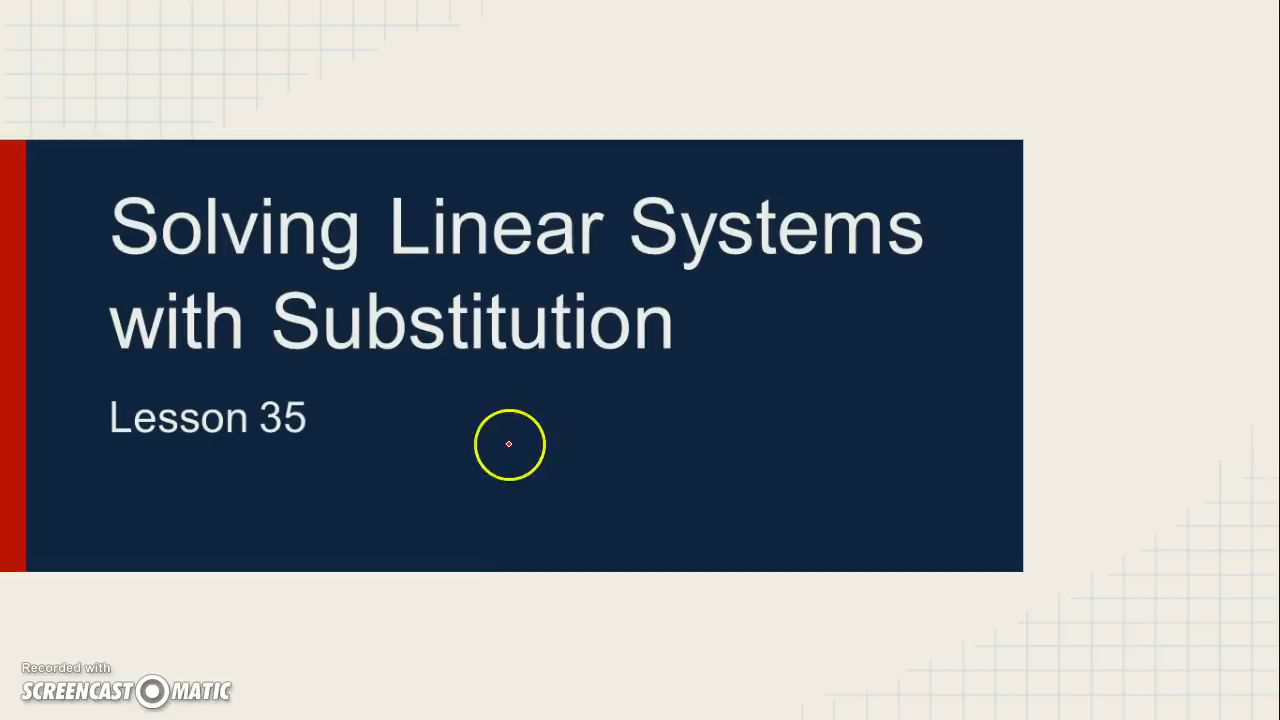 Solving Linear Systems
with Substitution
Lesson 35
Recorded with
SCREENCAST MATIC